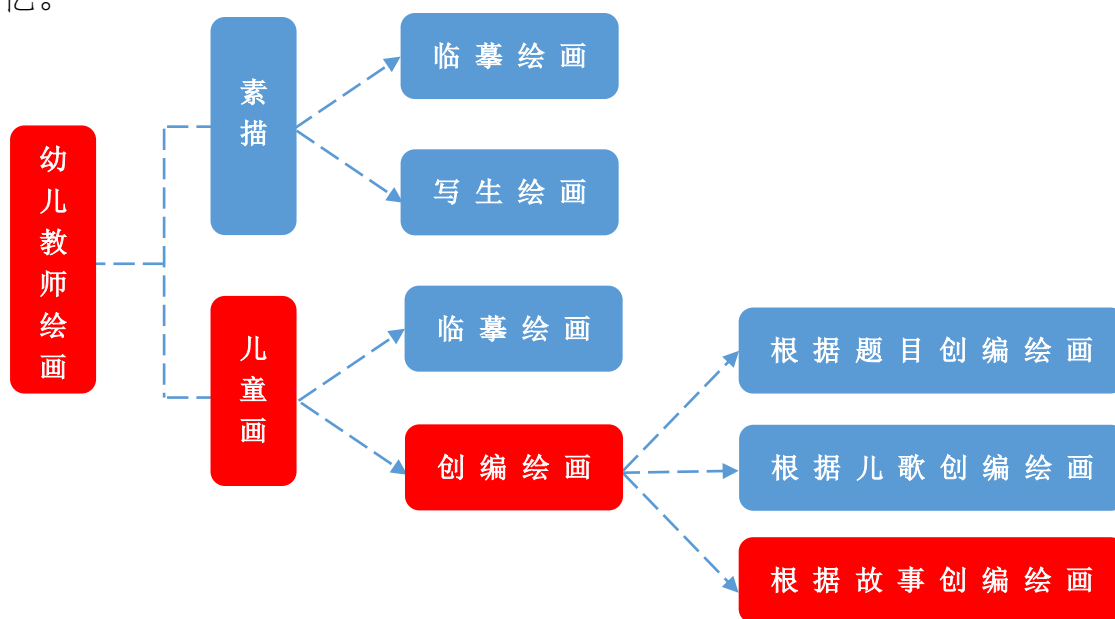 忆。
幼儿教师绘画
素描
临摹绘画
写生绘画
儿童画
临摹绘画
创编绘画
根据题目创编绘画
根据儿歌创编绘画
根据故事创编绘画